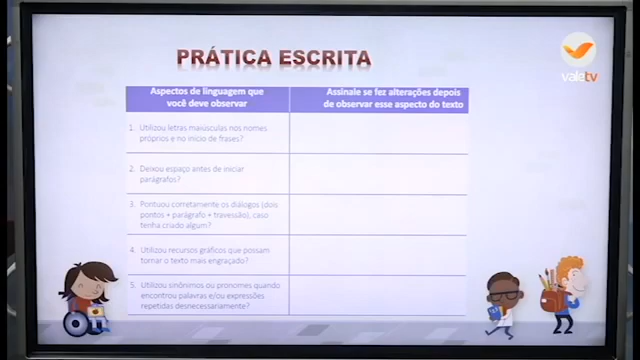 PRÁTICA ESCRITA
valetv
Aspectos de linguagem que
você deve observar
Assinale se fez alterações depois
de observar esse aspecto do texto
1. Utilizou letras maiúsculas nos nomes
próprios e no início de frases?
2. Deixou espaço antes de iniciar
parágrafos?
3. Pontuou corretamente os diálogos (dois
pontos + parágrafo + travessão), caso
tenha criado algum?
4. Utilizou recursos gráficos que possam
tornar o texto mais engraçado?
5. Utilizou sinônimos ou pronomes quando
encontrou palavras e/ou expressões
repetidas desnecessariamente?